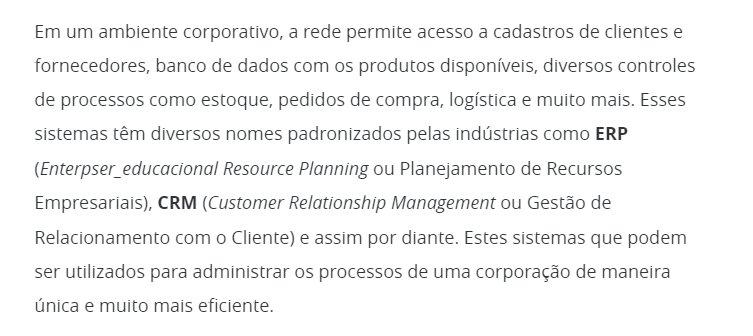 Em um ambiente corporativo, a rede permite acesso a cadastros de clientes e
fornecedores, banco de dados com os produtos disponíveis, diversos controles
de processos como estoque, pedidos de compra, logística e muito mais. Esses
sistemas têm diversos nomes padronizados pelas indústrias como ERP
(Enterpser_educacional Resource Planning ou Planejamento de Recursos
Empresariais), CRM (Customer Relationship Management ou Gestão de
Relacionamento com o Cliente) e assim por diante. Estes sistemas que podem
ser utilizados para administrar os processos de uma corporação de maneira
única e muito mais eficiente.